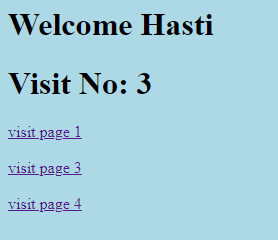 Welcome Hasti
Visit No: 3
visit page 1
visit page 3
visit page 4